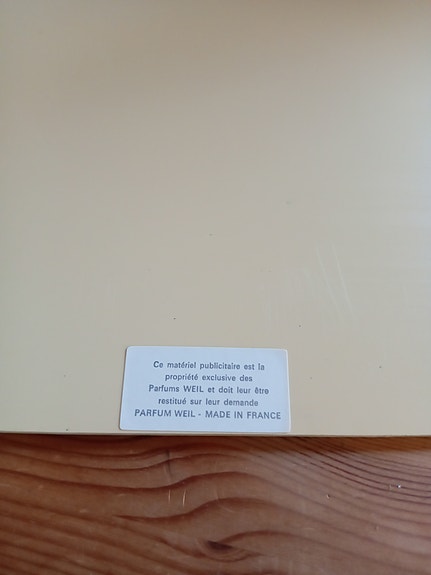 Ce matériel publicitaire est la
propriété exclusive des
Parfums WEIL et doit leur être
restitué sur leur demande
PARFUM WEIL - MADE IN FRANCE